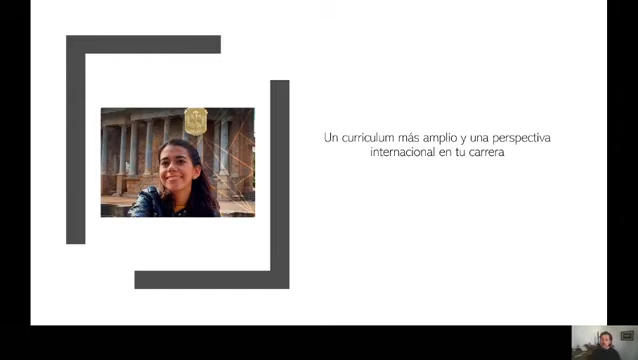 Un curriculum más amplio y una perspectiva
internacional en tu carrera